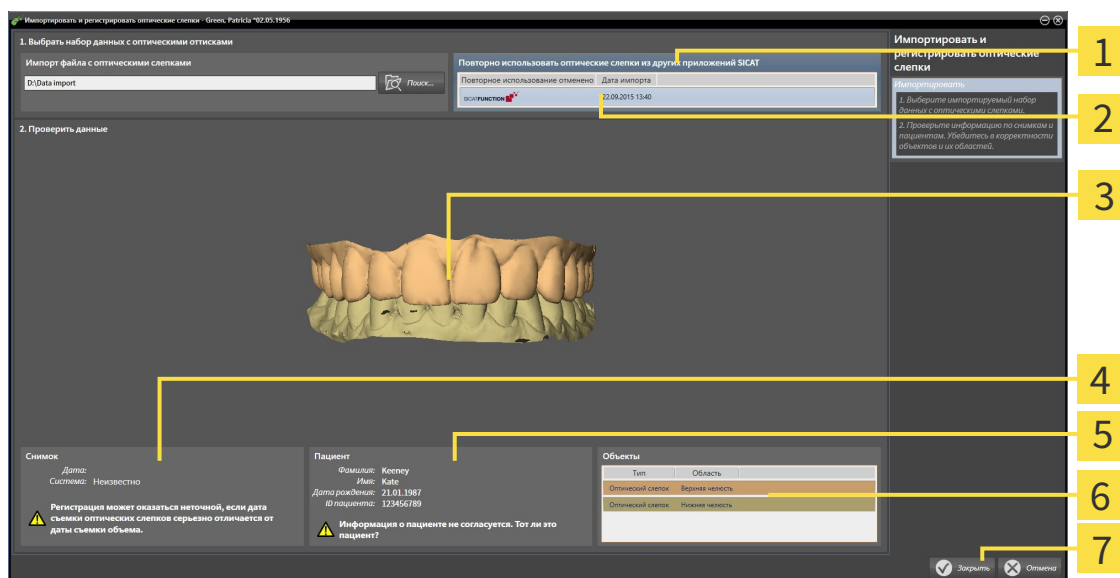 Импортировать и регистрировать оптические слепки - Green, Patricia *02.05.1956
1. Выбрать набор данных с оптическими оттисками
Импорт файла с оптическими слепками
D:\Data import
Поиск...
Повторно использовать оптические слепки из других приложений SICAT
Повторное использование отменено Дата импорта
SICATFUNCTION 22.09.2015 13:40
Импортировать и
регистрировать оптические
слепки
Импортировать
1. Выберите импортируемый набор
данных с оптическими слепками.
2. Проверьте информацию по снимкам и
пациентам. Убедитесь в корректности
объектов и их областей.
1
2
2. Проверить данные
3
4
5
6
7
Снимок
Дата:
Система: Неизвестно
Регистрация может оказаться неточной, если дата
съемки оптических слепков серьезно отличается от
даты съемки объема.
Пациент
Фамилия: Keeney
Имя: Kate
Дата рождения: 21.01.1987
ID пациента: 123456789
Информация о пациенте не согласуется. Тот ли это
пациент?
Объекты
Тип Область
Оптический слепок Верхняя челюсть
Оптический слепок Нижняя челюсть
Закрыть Отмена